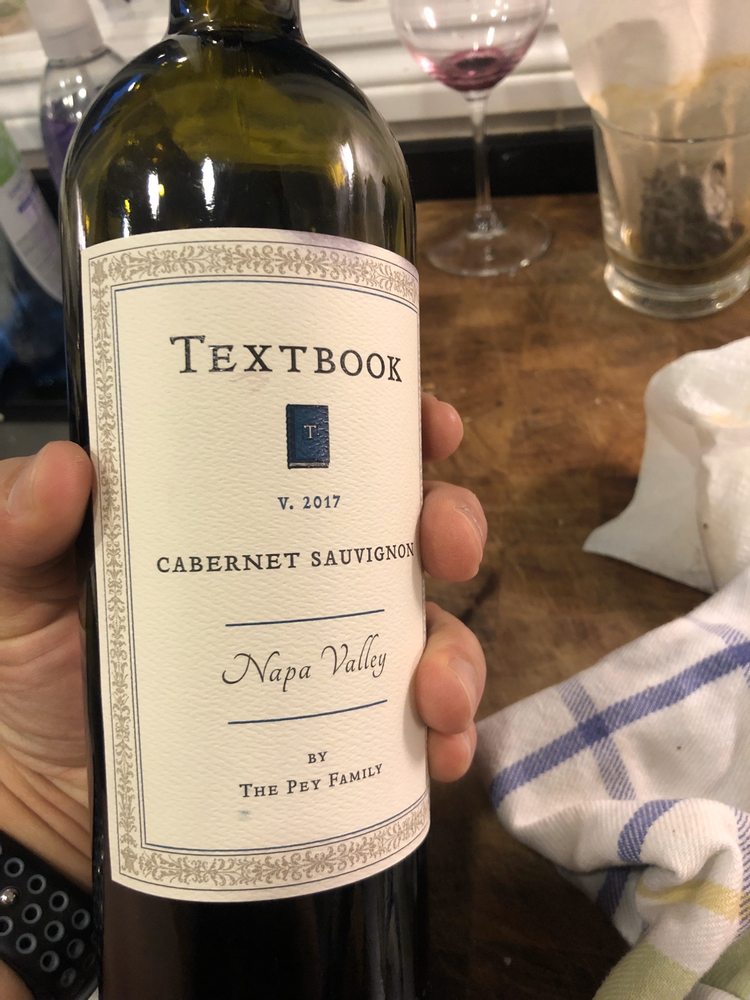 TEXTBOOK
T.
V. 2017
CABERNET SAUVIGNON
Napa Valley
BY
THE PEY FAMILY